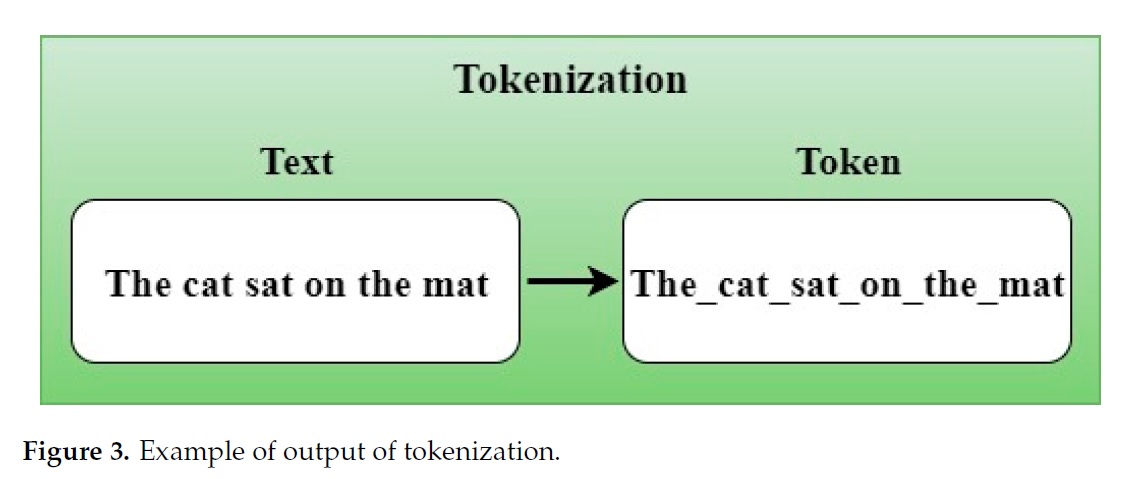 Tokenization
Text
Token
The cat sat on the mat
The_cat_sat_on_the_mat
Figure 3. Example of output of tokenization.